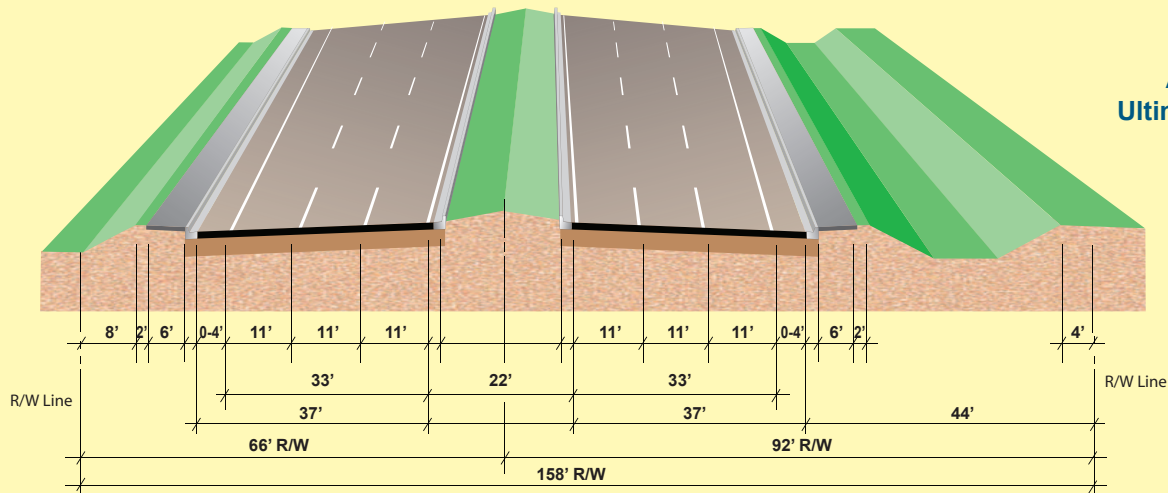 A
Ultim
8’ 2’ 6’ 0-4’ 11’ 11’ 11’ 11’ 11’ 11’ 0-4’ 6’ 2’ 4’
33’ 22’ 33’
R/W Line R/W Line
37’ 37’ 44’
66’ R/W 92’ R/W
158’ R/W